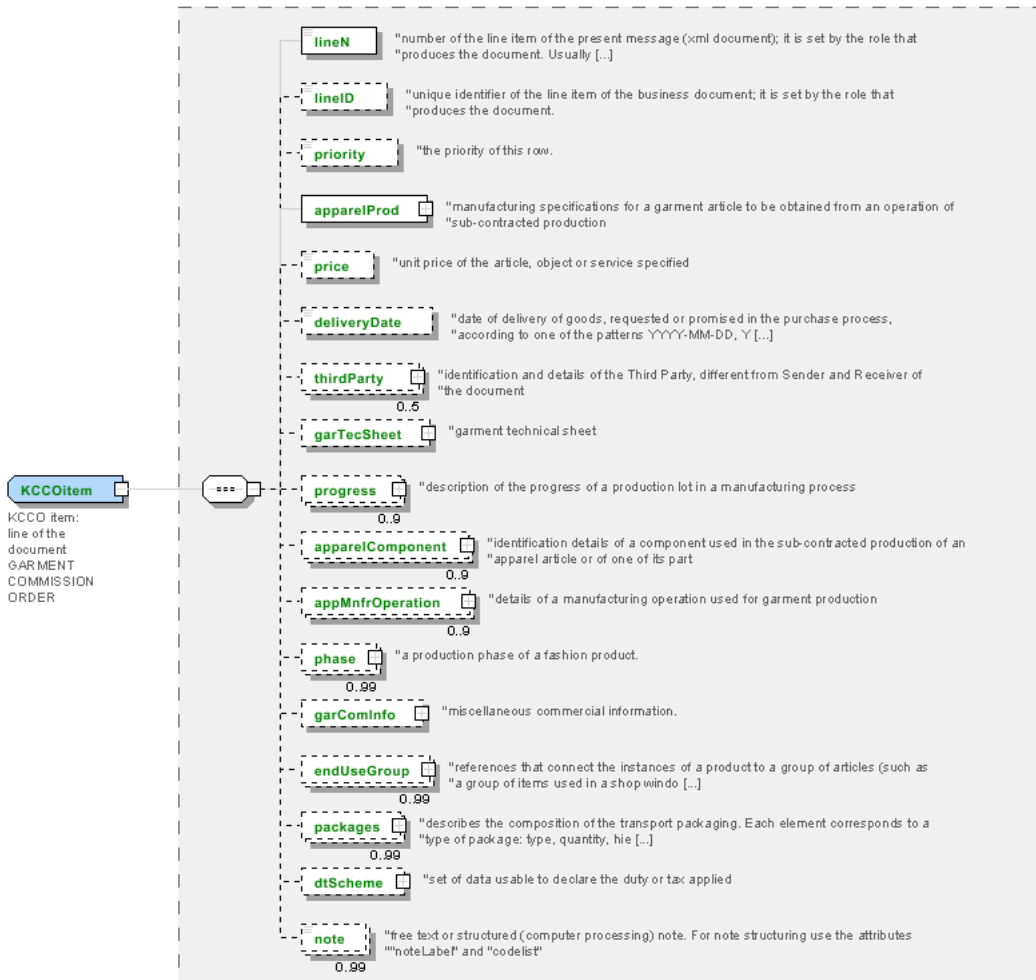 lineN
"number of the line item of the present message (xml document); it is set by the role that
"produces the document. Usually [...]
lineID
"unique identifier of the line item of the business document; it is set by the role that
"produces the document.
priority
"the priority of this row.
apparelProd
"manufacturing specifications for a garment article to be obtained from an operation of
"sub-contracted production
price
"unit price of the article, object or service specified
deliveryDate
"date of delivery of goods, requested or promised in the purchase process,
"according to one of the patterns YYYY-MM-DD, Y [...]
thirdParty
0..5
"identification and details of the Third Party, different from Sender and Receiver of
"the document
garTecSheet
"garment technical sheet
KCCOitem
KCCO item:
line of the
document
GARMENT
COMMISSION
ORDER
progress
0..9
"description of the progress of a production lot in a manufacturing process
apparelComponent
0..9
"identification details of a component used in the sub-contracted production of an
"apparel article or of one of its part
appMnfrOperation
0..9
"details of a manufacturing operation used for garment production
phase
0..99
"a production phase of a fashion product.
garComInfo
"miscellaneous commercial information.
endUseGroup
0..99
"references that connect the instances of a product to a group of articles (such as
"a group of items used in a shop windo [...]
packages
0..99
"describes the composition of the transport packaging. Each element corresponds to a
"type of package: type, quantity, hie [...]
dtScheme
"set of data usable to declare the duty or tax applied
note
0..99
"free text or structured (computer processing) note. For note structuring use the attributes
""noteLabel" and "codelist"